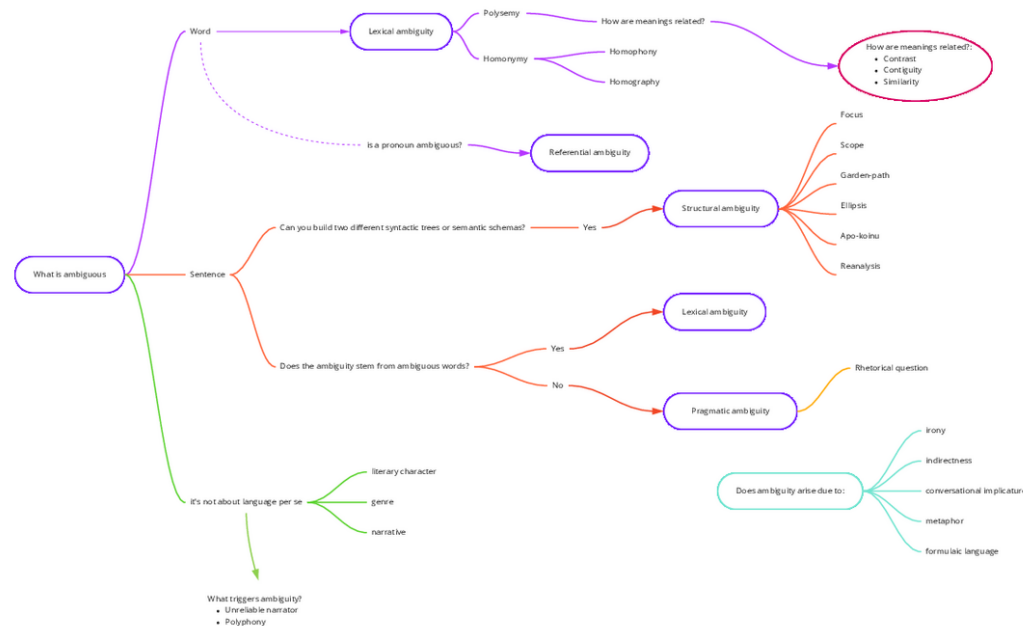 What is ambiguous
Word
Lexical ambiguity
Polysemy
How are meanings related?
How are meanings related?:
• Contrast
• Contiguity
• Similarity
Homonymy
Homophony
Homography
is a pronoun ambiguous?
Referential ambiguity
Sentence
Can you build two different syntactic trees or semantic schemas?
Yes
Structural ambiguity
Focus
Scope
Garden-path
Ellipsis
Apo-koinu
Reanalysis
Does the ambiguity stem from ambiguous words?
Yes
Lexical ambiguity
No
Pragmatic ambiguity
Rhetorical question
Does ambiguity arise due to:
irony
indirectness
conversational implicature
metaphor
formulaic language
it's not about language per se
literary character
genre
narrative
What triggers ambiguity?
• Unreliable narrator
• Polyphony